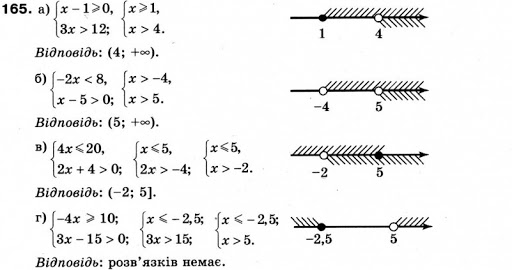 165. а) { x − 1 ⩾ 0, { x ⩾ 1,
3x > 12; x > 4.
1 4
Відповідь: (4; +∞).
б) { −2x < 8, { x > −4,
x − 5 > 0; x > 5.
−4 5
Відповідь: (5; +∞).
в) { 4x ⩽ 20, { x ⩽ 5, { x ⩽ 5,
2x + 4 > 0; 2x > −4; x > −2.
−2 5
Відповідь: (−2; 5].
г) { −4x ⩾ 10; { x ⩽ −2,5; { x ⩽ −2,5;
3x − 15 > 0; 3x > 15; x > 5.
−2,5 5
Відповідь: розв’язків немає.